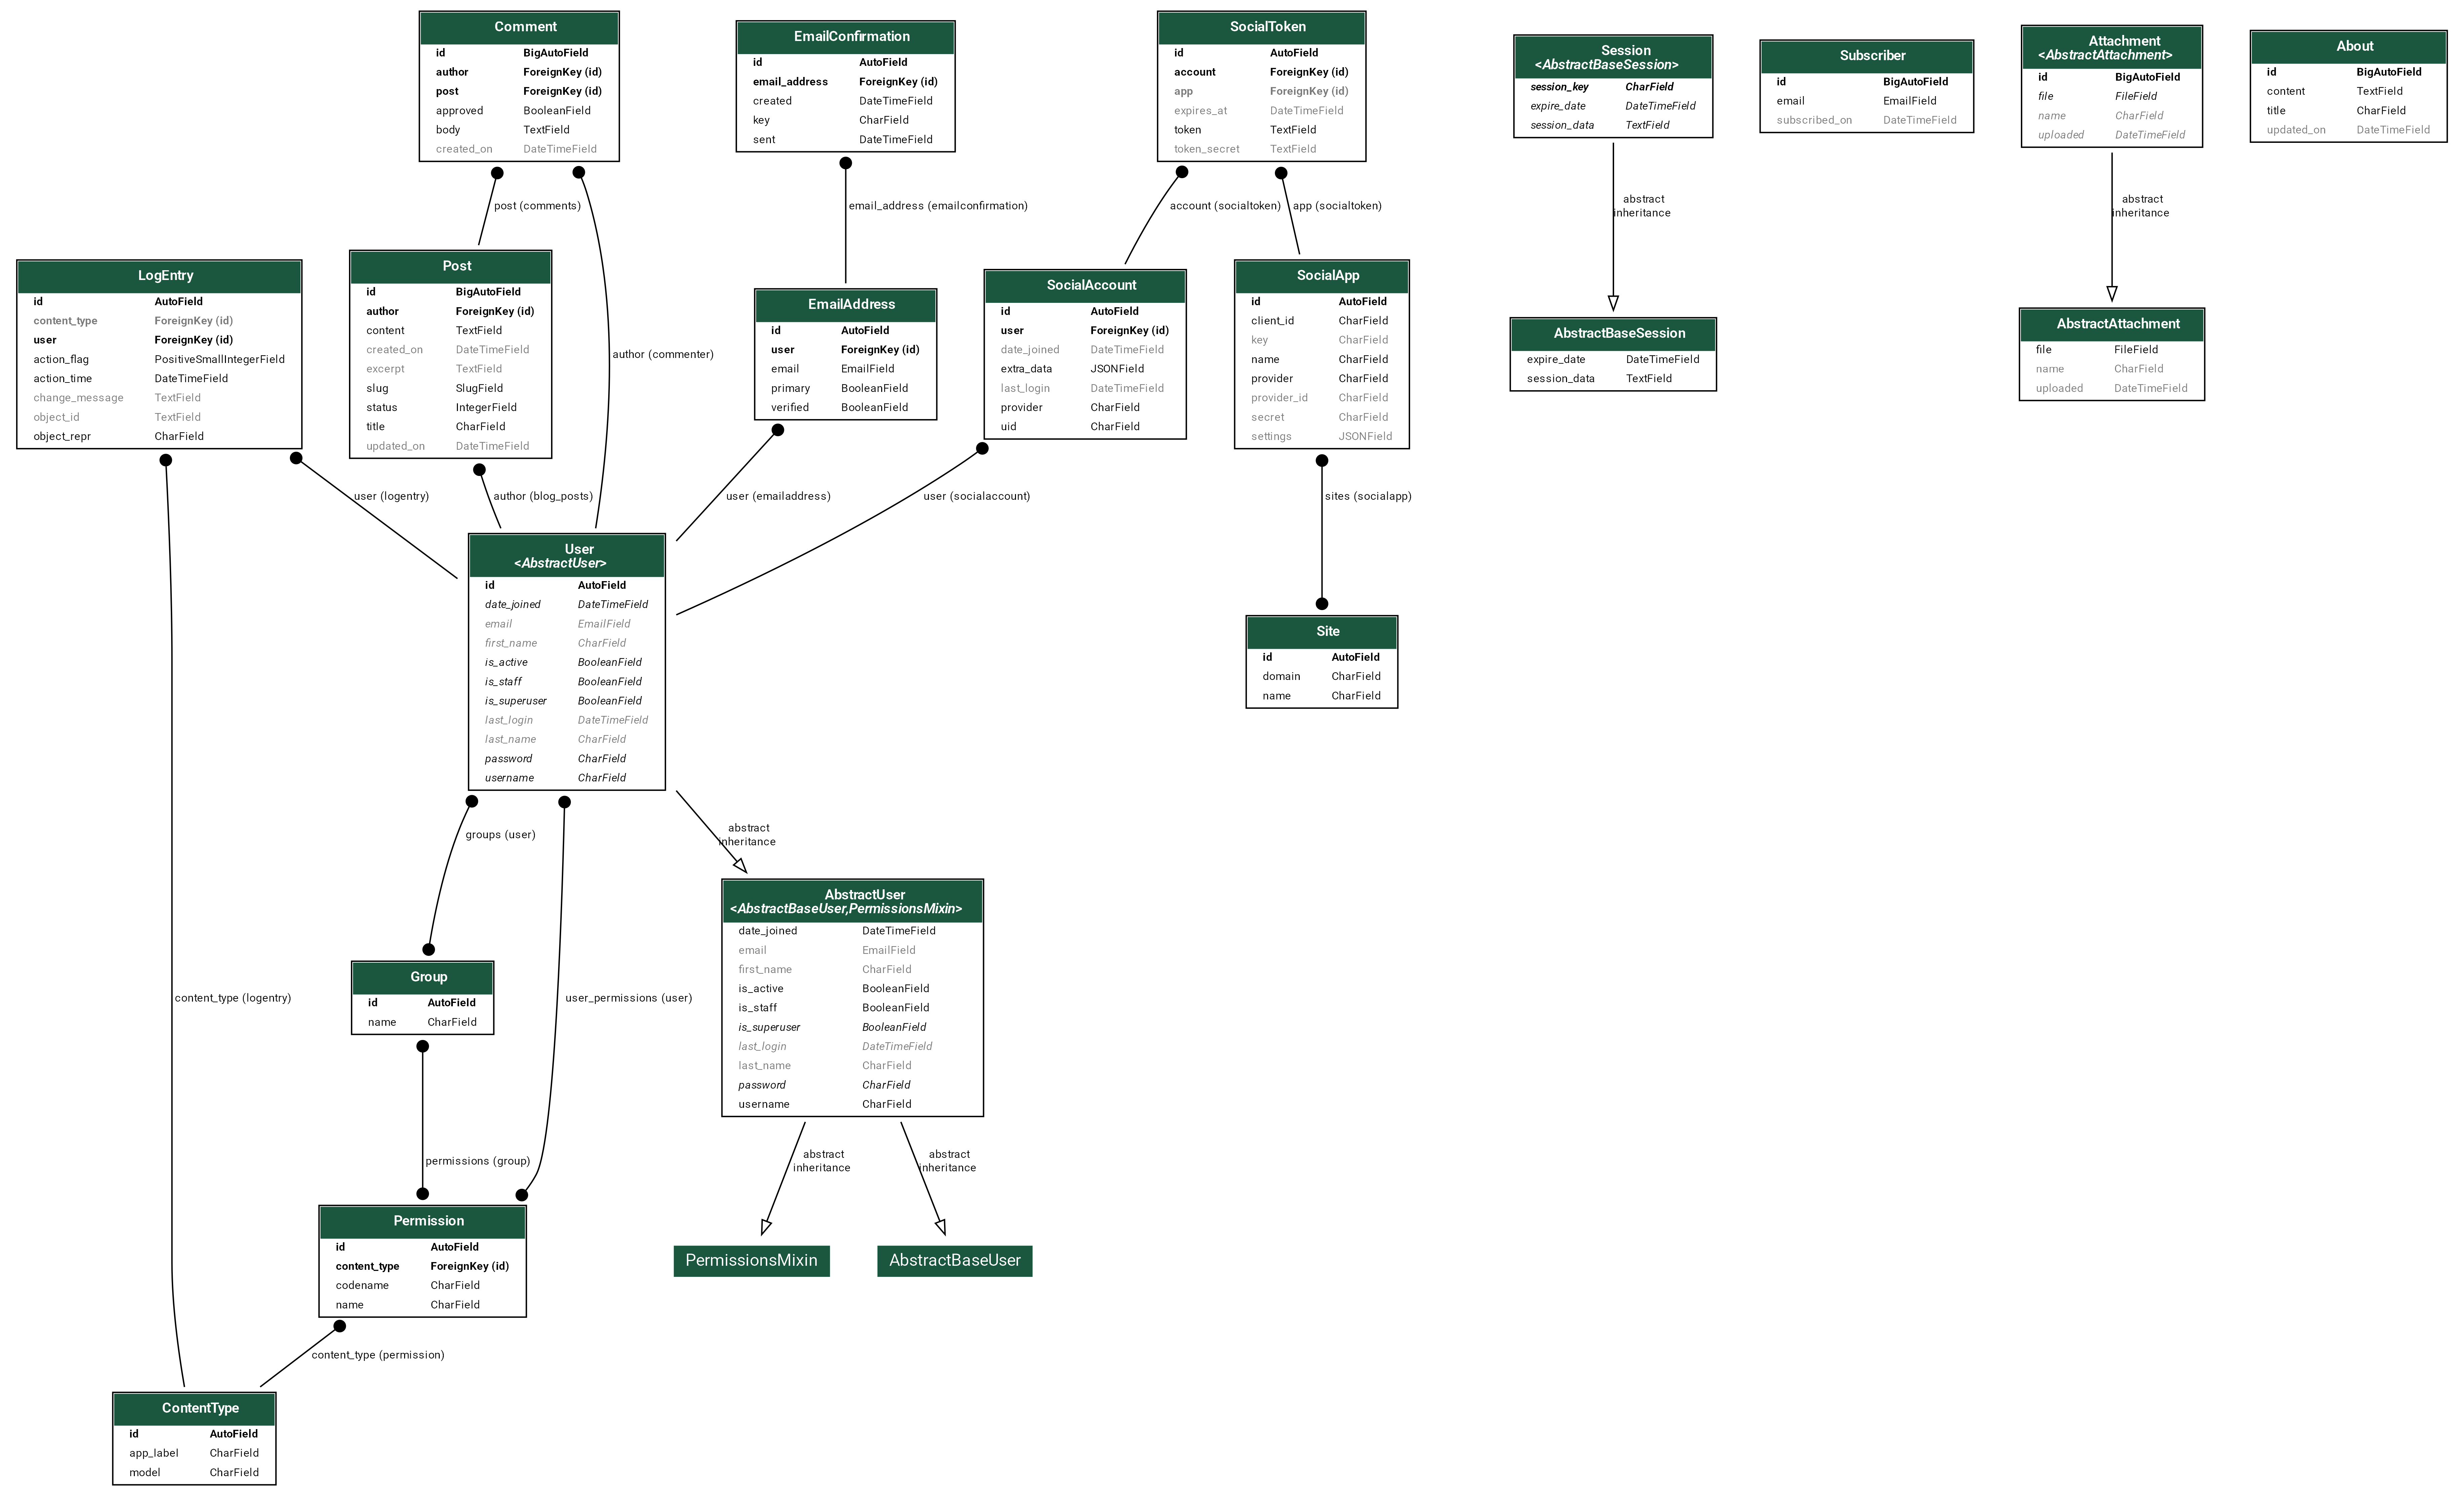 Comment
id BigAutoField
author ForeignKey (id)
post ForeignKey (id)
approved BooleanField
body TextField
created_on DateTimeField
EmailConfirmation
id AutoField
email_address ForeignKey (id)
created DateTimeField
key CharField
sent DateTimeField
SocialToken
id AutoField
account ForeignKey (id)
app ForeignKey (id)
expires_at DateTimeField
token TextField
token_secret TextField
Session
<AbstractBaseSession>
session_key CharField
expire_date DateTimeField
session_data TextField
Subscriber
id BigAutoField
email EmailField
subscribed_on DateTimeField
Attachment
<AbstractAttachment>
id BigAutoField
file FileField
name CharField
uploaded DateTimeField
About
id BigAutoField
content TextField
title CharField
updated_on DateTimeField
post (comments)
email_address (emailconfirmation)
account (socialtoken)
app (socialtoken)
abstract
inheritance
abstract
inheritance
LogEntry
id AutoField
content_type ForeignKey (id)
user ForeignKey (id)
action_flag PositiveSmallIntegerField
action_time DateTimeField
change_message TextField
object_id TextField
object_repr CharField
Post
id BigAutoField
author ForeignKey (id)
content TextField
created_on DateTimeField
excerpt TextField
slug SlugField
status IntegerField
title CharField
updated_on DateTimeField
author (commenter)
EmailAddress
id AutoField
user ForeignKey (id)
email EmailField
primary BooleanField
verified BooleanField
SocialAccount
id AutoField
user ForeignKey (id)
date_joined DateTimeField
extra_data JSONField
last_login DateTimeField
provider CharField
uid CharField
SocialApp
id AutoField
client_id CharField
key CharField
name CharField
provider CharField
provider_id CharField
secret CharField
settings JSONField
AbstractBaseSession
expire_date DateTimeField
session_data TextField
AbstractAttachment
file FileField
name CharField
uploaded DateTimeField
user (logentry)
author (blog_posts)
user (emailaddress)
user (socialaccount)
sites (socialapp)
User
<AbstractUser>
id AutoField
date_joined DateTimeField
email EmailField
first_name CharField
is_active BooleanField
is_staff BooleanField
is_superuser BooleanField
last_login DateTimeField
last_name CharField
password CharField
username CharField
Site
id AutoField
domain CharField
name CharField
groups (user)
abstract
inheritance
AbstractUser
<AbstractBaseUser,PermissionsMixin>
date_joined DateTimeField
email EmailField
first_name CharField
is_active BooleanField
is_staff BooleanField
is_superuser BooleanField
last_login DateTimeField
last_name CharField
password CharField
username CharField
content_type (logentry)
Group
id AutoField
name CharField
user_permissions (user)
permissions (group)
abstract
inheritance
abstract
inheritance
Permission
id AutoField
content_type ForeignKey (id)
codename CharField
name CharField
PermissionsMixin
AbstractBaseUser
content_type (permission)
ContentType
id AutoField
app_label CharField
model CharField